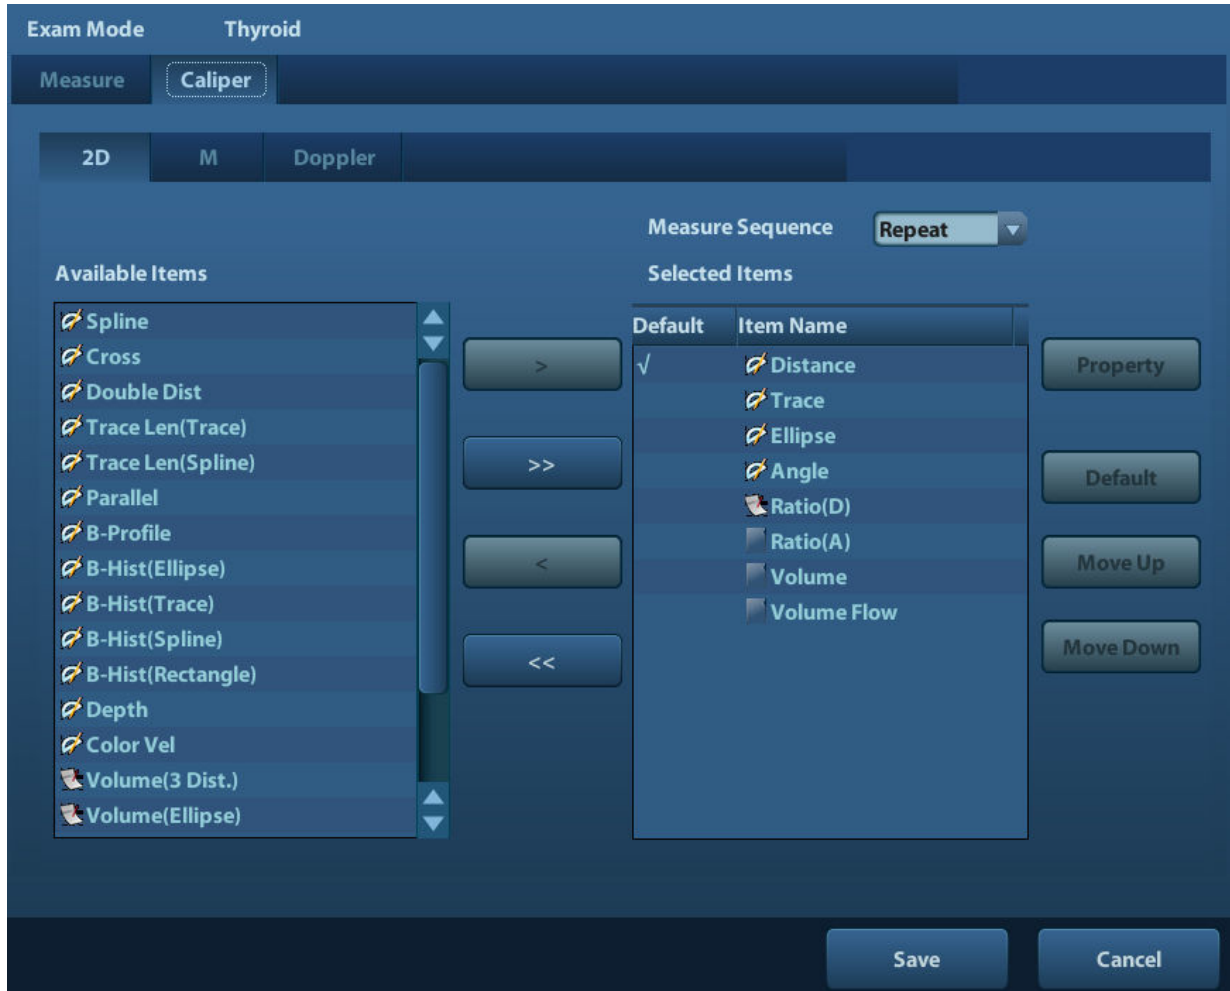 Exam Mode Thyroid
Measure Caliper
2D M Doppler
Measure Sequence Repeat
Available Items
Selected Items
Spline
Cross
Double Dist
Trace Len(Trace)
Trace Len(Spline)
Parallel
B-Profile
B-Hist(Ellipse)
B-Hist(Trace)
B-Hist(Spline)
B-Hist(Rectangle)
Depth
Color Vel
Volume(3 Dist.)
Volume(Ellipse)
>
>>
<
<<
Default Item Name
√ Distance
Trace
Ellipse
Angle
Ratio(D)
Ratio(A)
Volume
Volume Flow
Property
Default
Move Up
Move Down
Save Cancel